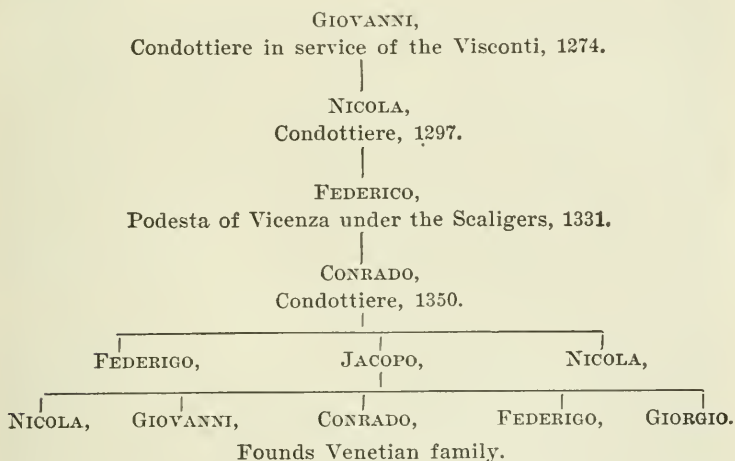 GIOVANNI,
Condottiere in service of the Visconti, 1274.
NICOLA,
Condottiere, 1297.
FEDERICO,
Podesta of Vicenza under the Scaligers, 1331.
CONRADO,
Condottiere, 1350.
FEDERIGO, JACOPO, NICOLA,
NICOLA, GIOVANNI, CONRADO, FEDERIGO, GIORGIO.
Founds Venetian family.